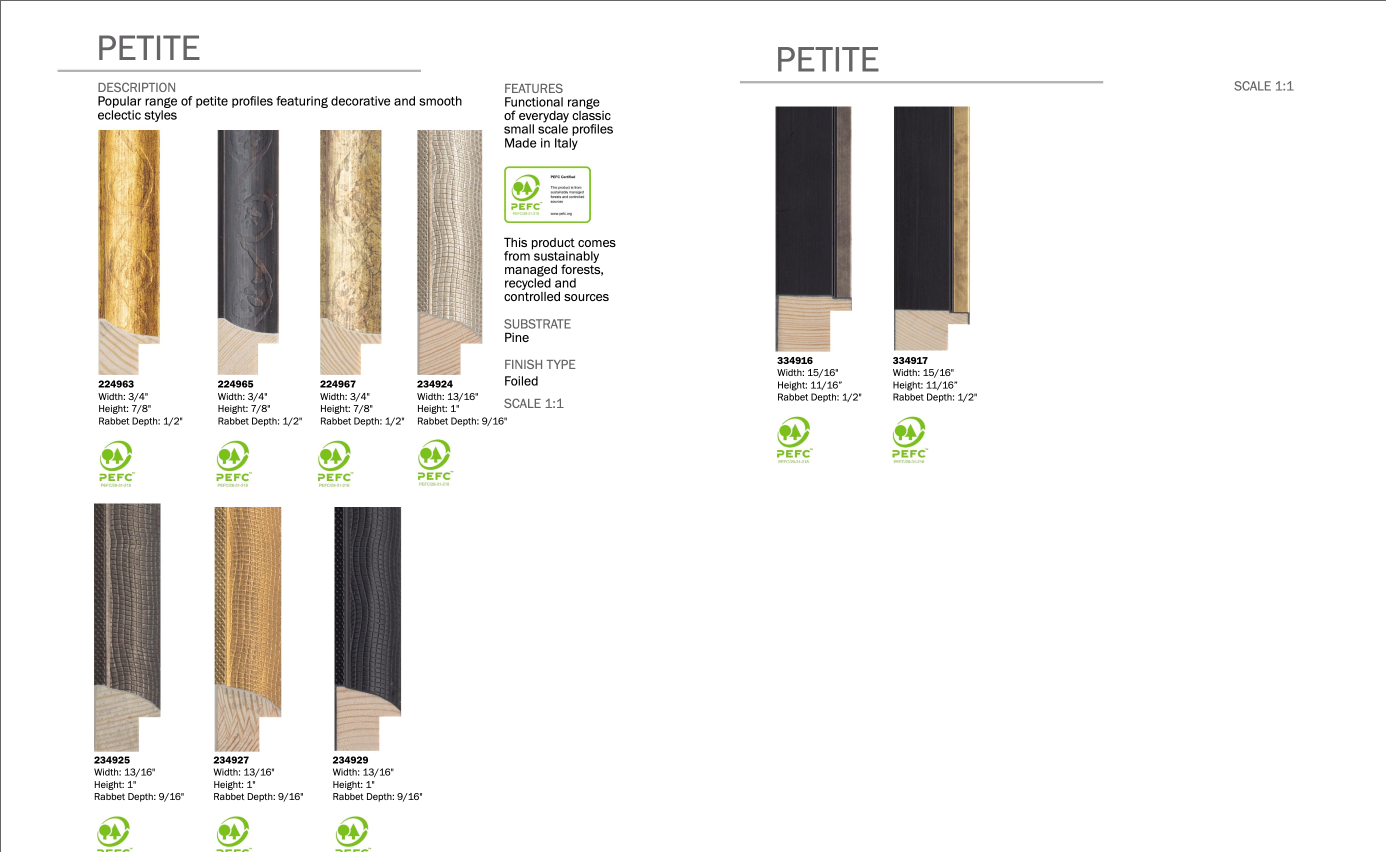 PETITE
DESCRIPTION
Popular range of petite profiles featuring decorative and smooth
eclectic styles
224963
Width: 3/4"
Height: 7/8"
Rabbet Depth: 1/2"
PEFC™
224965
Width: 3/4"
Height: 7/8"
Rabbet Depth: 1/2"
PEFC™
224967
Width: 3/4"
Height: 7/8"
Rabbet Depth: 1/2"
PEFC™
234924
Width: 13/16"
Height: 1"
Rabbet Depth: 9/16"
PEFC™
FEATURES
Functional range
of everyday classic
small scale profiles
Made in Italy
PEFC™
PEFC Certified
This product is from
sustainably managed
forests and controlled
sources
www.pefc.org
This product comes
from sustainably
managed forests,
recycled and
controlled sources
SUBSTRATE
Pine
FINISH TYPE
Foiled
SCALE 1:1
234925
Width: 13/16"
Height: 1"
Rabbet Depth: 9/16"
234927
Width: 13/16"
Height: 1"
Rabbet Depth: 9/16"
234929
Width: 13/16"
Height: 1"
Rabbet Depth: 9/16"
PETITE
SCALE 1:1
334916
Width: 15/16"
Height: 11/16"
Rabbet Depth: 1/2"
PEFC™
334917
Width: 15/16"
Height: 11/16"
Rabbet Depth: 1/2"
PEFC™